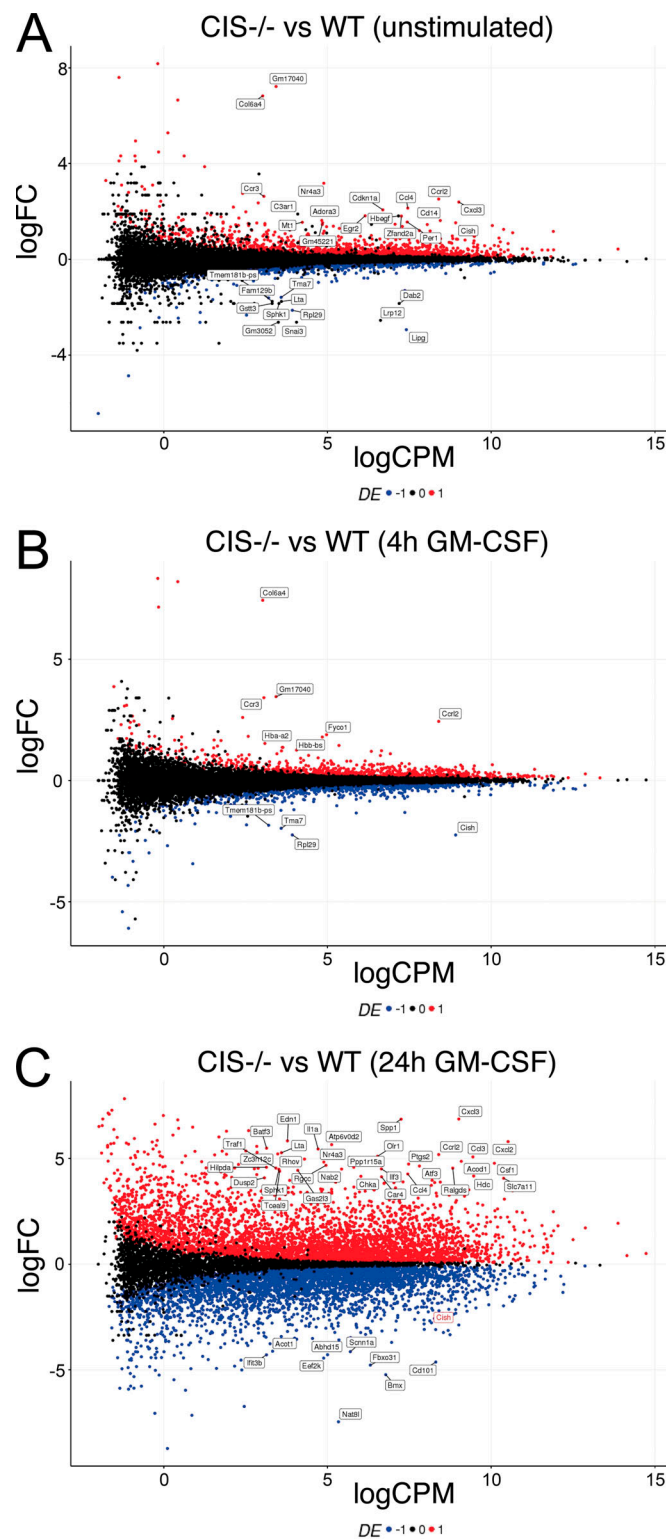 A
CIS-/- vs WT (unstimulated)
8
Gm17040
Col6a4
4
Ccr3
Nr4a3
Ccl4
Ccrl2
Cdkn1a
C3ar1
Adora3
Hbegf
Cd14
Cxcl3
Mt1
Egr2
Zfand2a
Per1
Cish
Gm45221
0
Tmem181b-ps
Tma7
Fam129b
Lta
Dab2
Gstt3
Sphk1
Rpl29
Lrp12
Gm3052
Snai3
Lipg
-4
logFC
0 5 10 15
logCPM
DE -1 0 1
B
CIS-/- vs WT (4h GM-CSF)
Col6a4
5
Gm17040
Ccr3
Fyco1
Ccrl2
Hba-a2
Hbb-bs
0
Tmem181b-ps
Tma7
Cish
Rpl29
-5
logFC
0 5 10 15
logCPM
DE -1 0 1
C
CIS-/- vs WT (24h GM-CSF)
Edn1
Spp1
Cxcl3
Batf3
Il1a
Atp6v0d2
Traf1
Lta
Olr1
Ccrl2
Ccl3
Cxcl2
Zc3h12c
Nr4a3
Ptgs2
5
Hilpda
Rhov
Ppp1r15a
Acod1
Csf1
Rgcc
Nab2
Iff3
Atf3
Dusp2
Chka
Hdc
Slc7a11
Sphk1
Car4
Ccl4
Ralgds
Tceal9
Gas2l3
0
Cish
Acot1
Abhd15
Scnn1a
Ifit3b
Eef2k
Fbxo31
-5
Cd101
Bmx
Nat8l
logFC
0 5 10 15
logCPM
DE -1 0 1